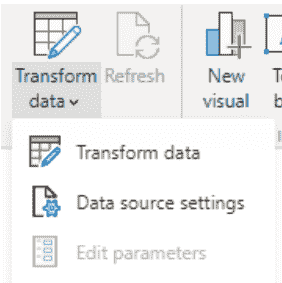 Transform Refresh New
data visual
Transform data
Data source settings
Edit parameters